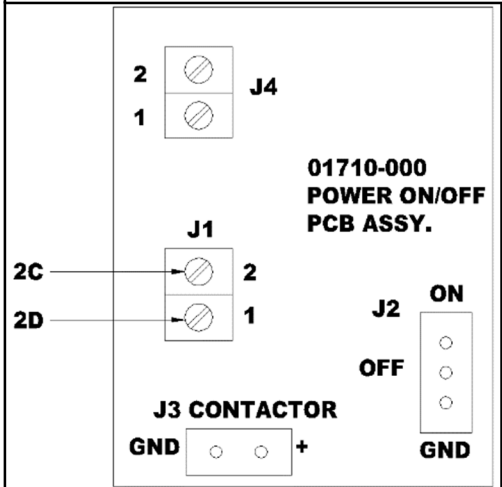 2
J4
1
01710-000
POWER ON/OFF
PCB ASSY.
J1
2C
2
2D
1
ON
J2
OFF
J3 CONTACTOR
GND
+
GND